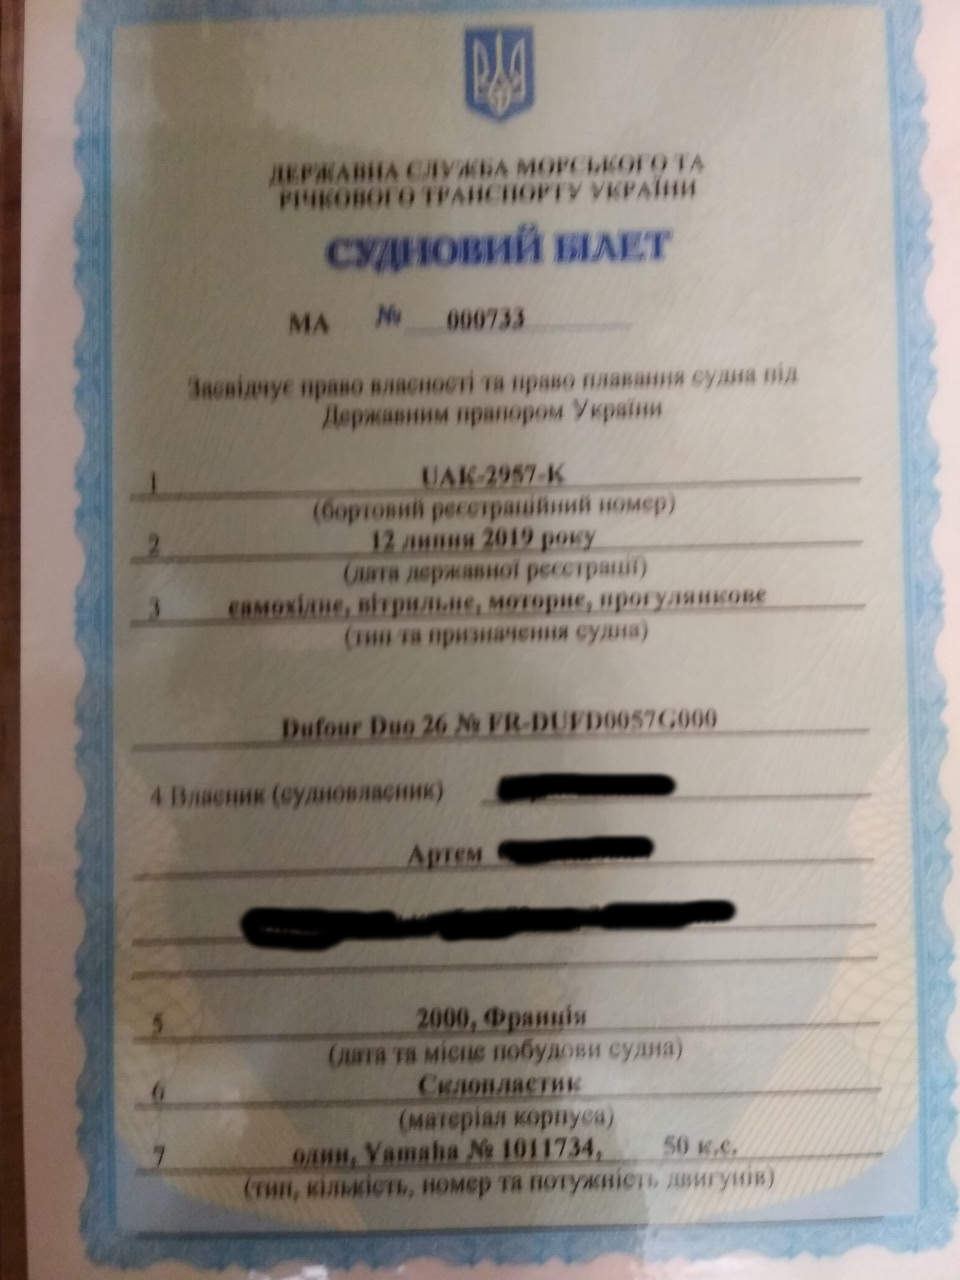 ДЕРЖАВНА СЛУЖБА МОРСЬКОГО ТА
РІЧКОВОГО ТРАНСПОРТУ УКРАЇНИ
СУДНОВИЙ БІЛЕТ
МА № 000733
Засвідчує право власності та право плавання судна під
Державним прапором України
1 UAK-2957-K
(бортовий реєстраційний номер)
2 12 липня 2019 року
(дата державної реєстрації)
3 самохідне, вітрильне, моторне, прогулянкове
(тип та призначення судна)
Dufour Duo 26 № FR-DUFD0057G000
4 Власник (судновласник)
Артем
5 2000, Франція
(дата та місце побудови судна)
6 Склопластик
(матеріал корпуса)
7 один, Yamaha № 1011734, 50 к.с.
(тип, кількість, номер та потужність двигунів)